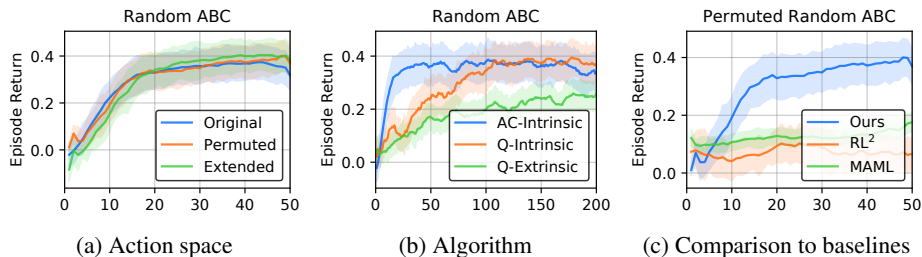 Random ABC
Episode Return
0.4
0.2
0.0
Original
Permuted
Extended
0 10 20 30 40 50
(a) Action space
Random ABC
Episode Return
0.4
0.2
0.0
AC-Intrinsic
Q-Intrinsic
Q-Extrinsic
0 50 100 150 200
(b) Algorithm
Permuted Random ABC
Episode Return
0.4
0.2
0.0
Ours
RL²
MAML
0 10 20 30 40 50
(c) Comparison to baselines